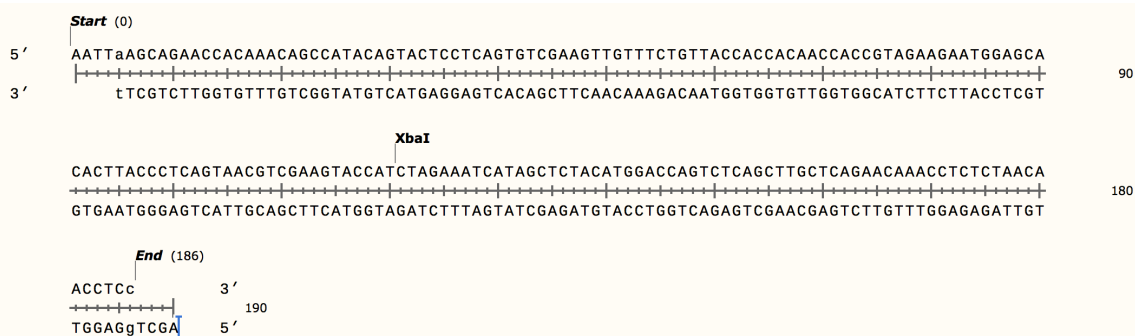 Start (0)
5′ AATTaAGCAGAACCACAAACAGCCATACAGTACTCCTCAGTGTCGAAGTTGTTTCTGTTACCACCACAACCACCGTAGAAGAATGGAGCA
90
3′ tTCGTCTTGGTGTTTGTCGGTATGTCATGAGGAGTCACAGCTTCAACAAAGACAATGGTGGTGTTGGTGGCATCTTCTTACCTCGT
XbaI
CACTTACCCTCAGTAACGTCGAAGTACCATCTAGAAATCATAGCTCTACATGGACCAGTCTCAGCTTGCTCAGAACAAACCTCTCTAACA
180
GTGAATGGGAGTCATTGCAGCTTCATGGTAGATCTTTAGTATCGAGATGTACCTGGTCAGAGTCGAACGAGTCTTGTTTGGAGAGATTGT
End (186)
ACCTCc 3′
190
TGGAGgTCGA 5′